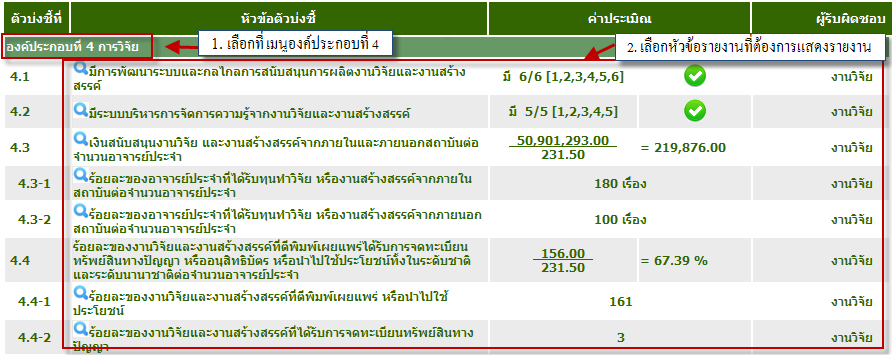 ตัวบ่งชี้ที่ หัวข้อตัวบ่งชี้ ค่าประเมิน ผู้รับผิดชอบ
องค์ประกอบที่ 4 การวิจัย
1. เลือกที่เมนูองค์ประกอบที่ 4
2. เลือกหัวข้อรายงานที่ต้องการแสดงรายงาน
4.1 มีการพัฒนาระบบและกลไกลการสนับสนุนการผลิตงานวิจัยและงานสร้าง
สรรค์
มี 6/6 [1,2,3,4,5,6] งานวิจัย
4.2 มีระบบบริหารการจัดการความรู้จากงานวิจัยและงานสร้างสรรค์ มี 5/5 [1,2,3,4,5] งานวิจัย
4.3 เงินสนับสนุนงานวิจัย และงานสร้างสรรค์จากภายในและภายนอกสถาบันต่อ
จำนวนอาจารย์ประจำ
50,901,293.00
231.50
= 219,876.00 งานวิจัย
4.3-1 ร้อยละของอาจารย์ประจำที่ได้รับทุนทำวิจัย หรืองานสร้างสรรค์จากภายใน
สถาบันต่อจำนวนอาจารย์ประจำ
180 เรื่อง งานวิจัย
4.3-2 ร้อยละของอาจารย์ประจำที่ได้รับทุนทำวิจัย หรืองานสร้างสรรค์จากภายนอก
สถาบันต่อจำนวนอาจารย์ประจำ
100 เรื่อง งานวิจัย
4.4 ร้อยละของงานวิจัยและงานสร้างสรรค์ที่ตีพิมพ์เผยแพร่ได้รับการจดทะเบียน
ทรัพย์สินทางปัญญา หรืออนุสิทธิบัตร หรือนำไปใช้ประโยชน์ทั้งในระดับชาติ
และระดับนานาชาติต่อจำนวนอาจารย์ประจำ
156.00
231.50
= 67.39 % งานวิจัย
4.4-1 ร้อยละของงานวิจัยและงานสร้างสรรค์ที่ตีพิมพ์เผยแพร่ หรือนำไปใช้
ประโยชน์
161 งานวิจัย
4.4-2 ร้อยละของงานวิจัยและงานสร้างสรรค์ที่ได้รับการจดทะเบียนทรัพย์สินทาง
ปัญญา
3 งานวิจัย